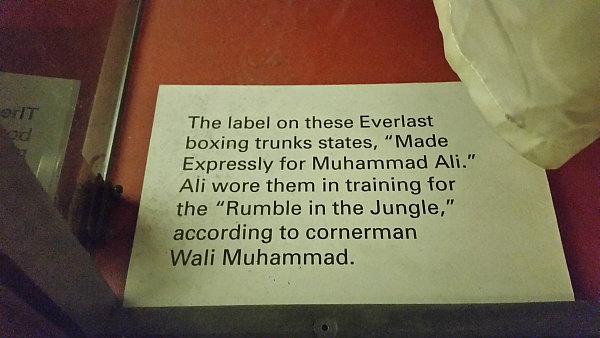 The label on these Everlast
boxing trunks states, “Made
Expressly for Muhammad Ali.”
Ali wore them in training for
the “Rumble in the Jungle,”
according to cornerman
Wali Muhammad.